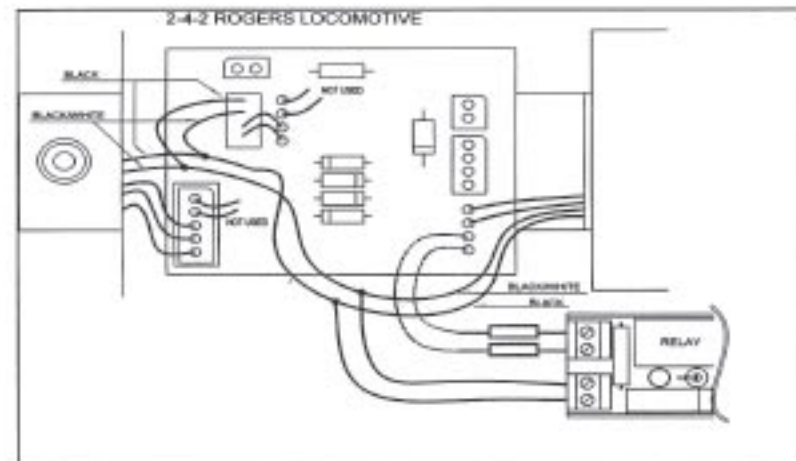 2-4-2 ROGERS LOCOMOTIVE
BLACK
NOT USED
BLACK/WHITE
NOT USED
BLACK/WHITE
BLACK
RELAY